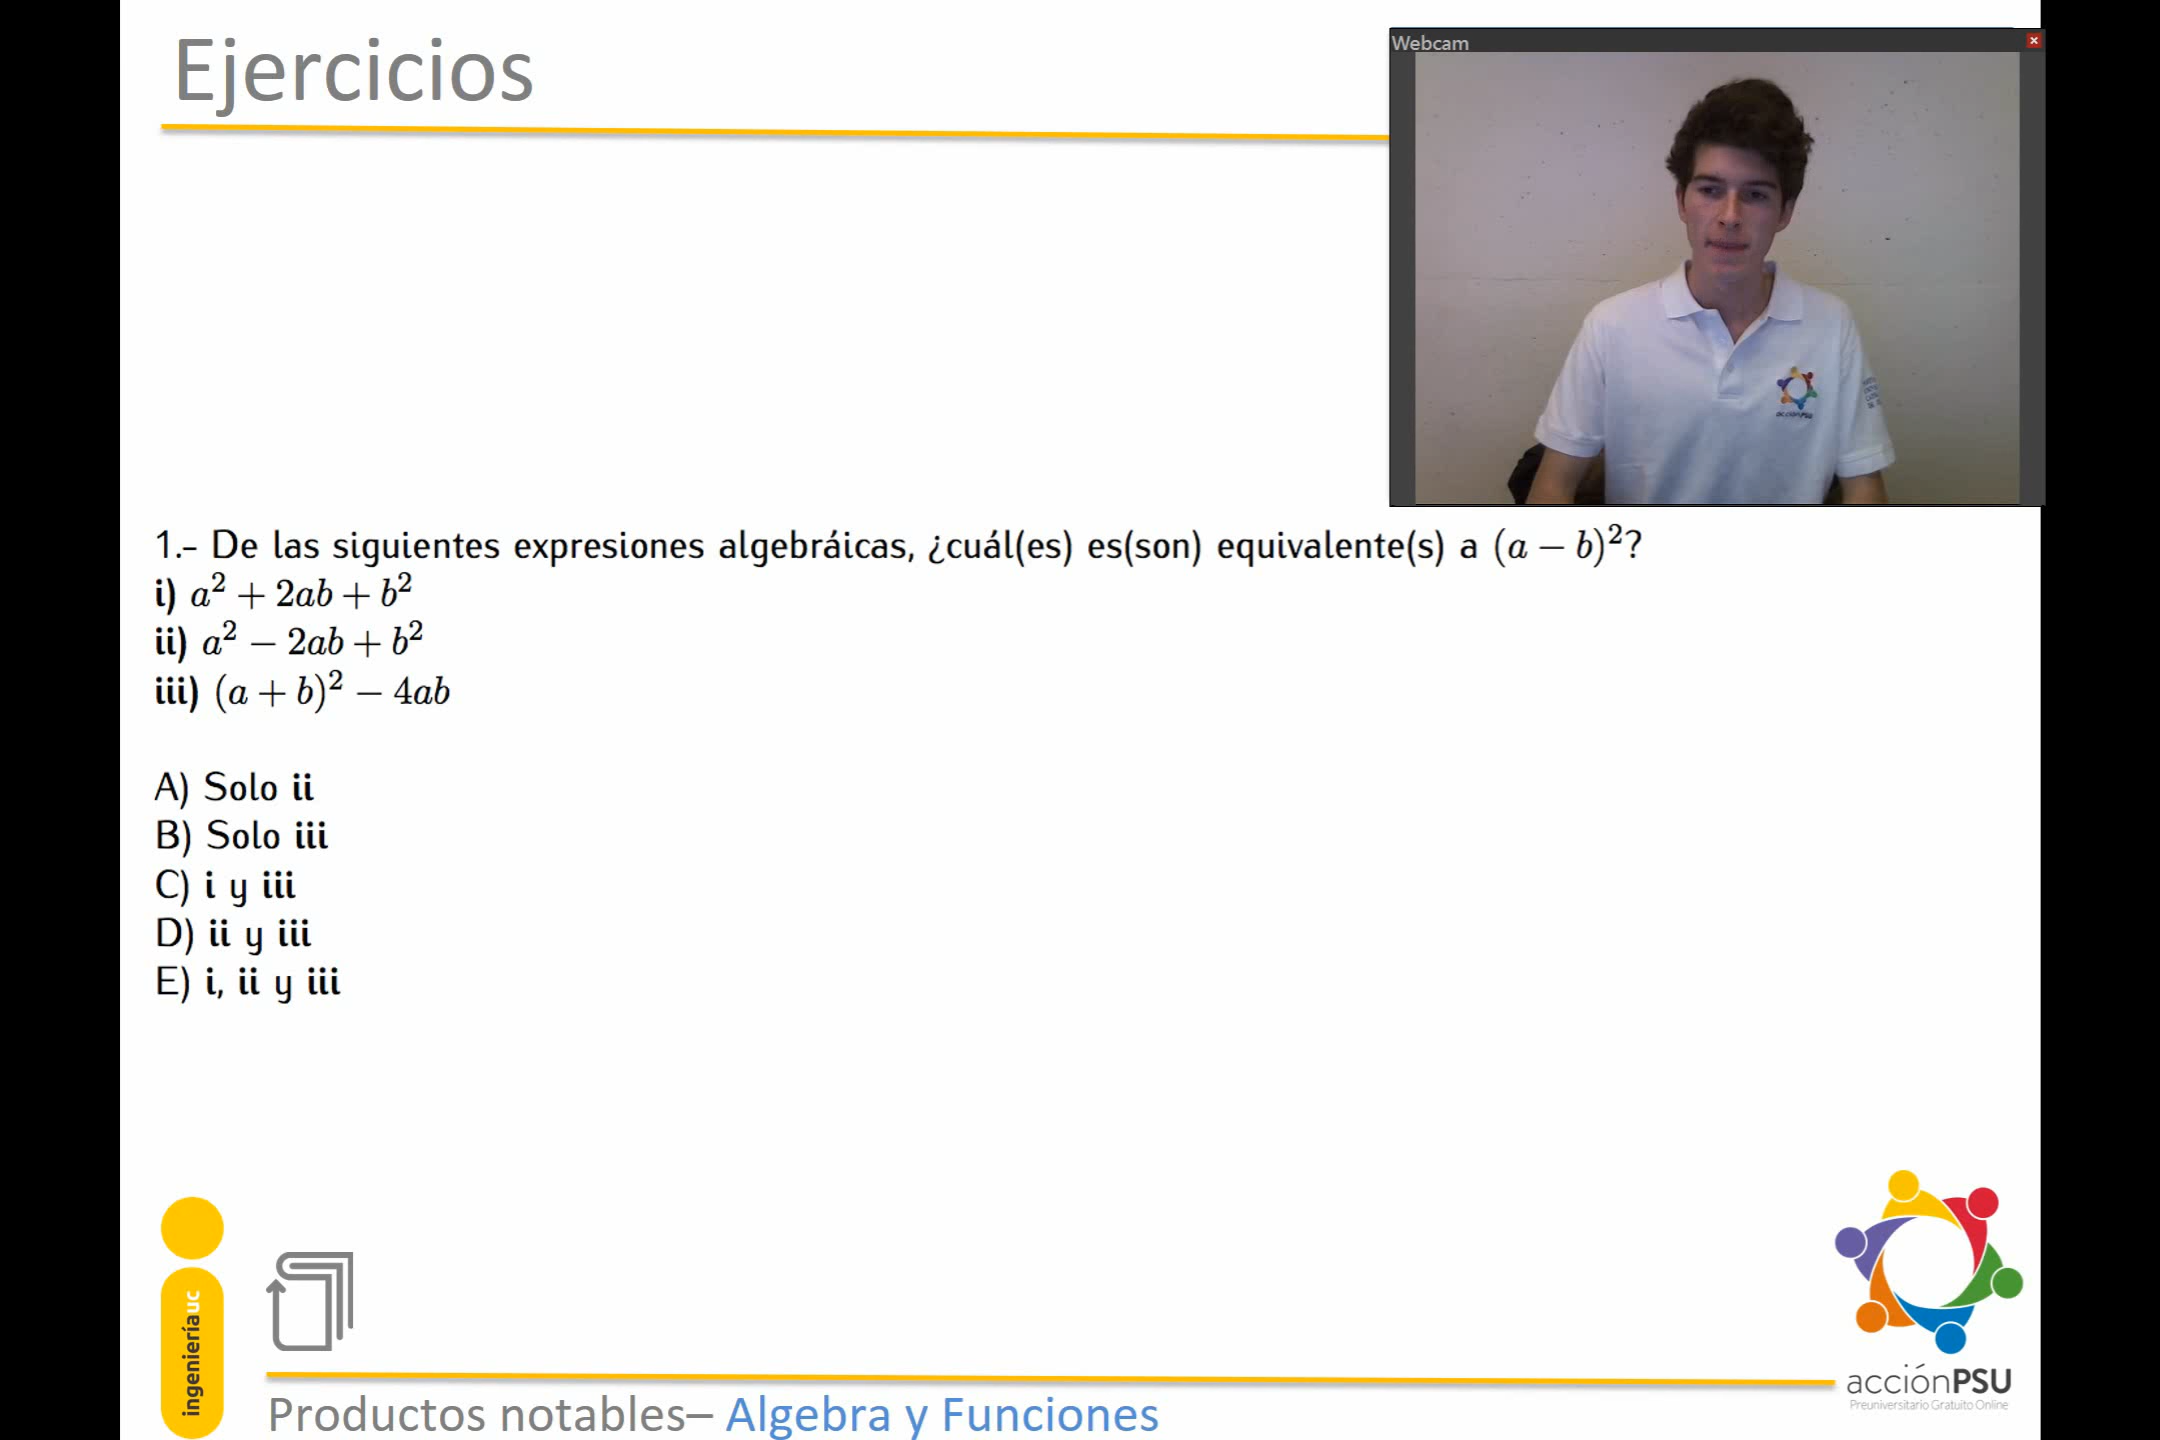 Ejercicios
Webcam
acciónPSU
1.- De las siguientes expresiones algebráicas, ¿cuál(es) es(son) equivalente(s) a (a − b)²?
i) a² + 2ab + b²
ii) a² − 2ab + b²
iii) (a + b)² − 4ab
A) Solo ii
B) Solo iii
C) i y iii
D) ii y iii
E) i, ii y iii
ingenieríauc
acciónPSU
Preuniversitario Gratuito Online
Productos notables– Algebra y Funciones